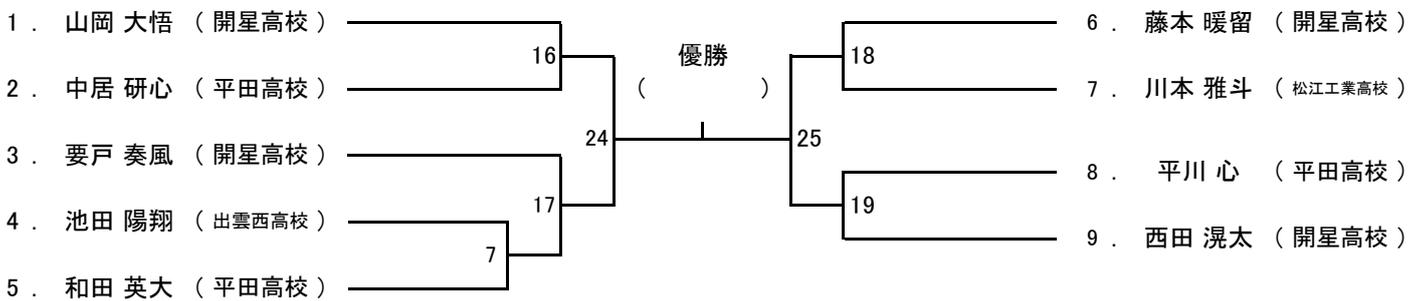 1 . 山岡 大悟 ( 開星高校 )
2 . 中居 研心 ( 平田高校 )
3 . 要戸 奏風 ( 開星高校 )
4 . 池田 陽翔 ( 出雲西高校 )
5 . 和田 英大 ( 平田高校 )
16
17
7
24
優勝
( )
25
18
19
6 . 藤本 暖留 ( 開星高校 )
7 . 川本 雅斗 ( 松江工業高校 )
8 . 平川 心 ( 平田高校 )
9 . 西田 滉太 ( 開星高校 )